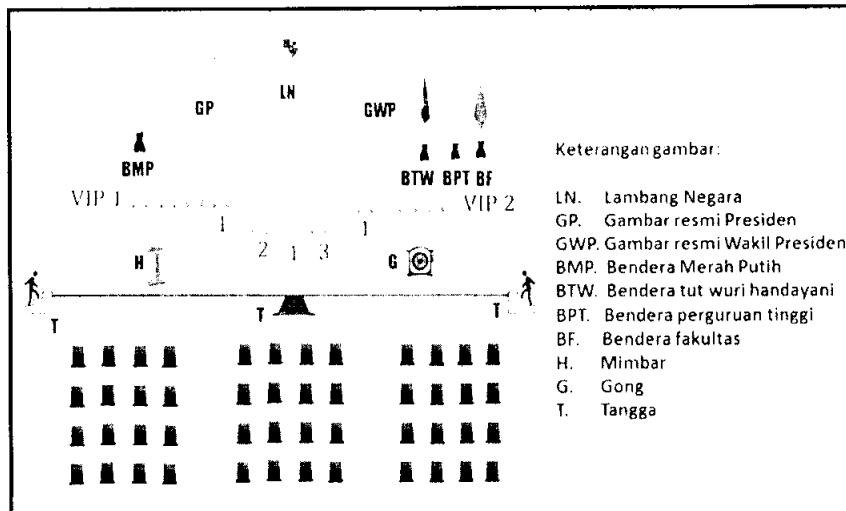 LN
GP
GWP
BMP
BTW BPT BF
VIP 1
VIP 2
1
1
2 1 3
H
G
T
T
T
Keterangan gambar:
LN. Lambang Negara
GP. Gambar resmi Presiden
GWP. Gambar resmi Wakil Presiden
BMP. Bendera Merah Putih
BTW. Bendera tut wuri handayani
BPT. Bendera perguruan tinggi
BF. Bendera fakultas
H. Mimbar
G. Gong
T. Tangga